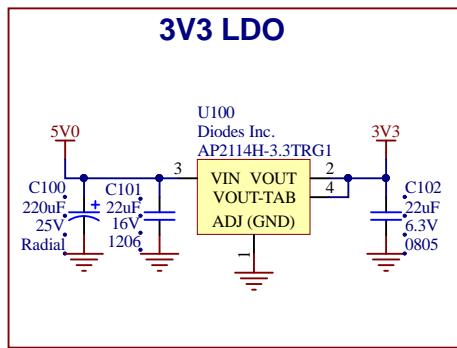 3V3 LDO
U100
Diodes Inc.
AP2114H-3.3TRG1
5V0
3V3
3
VIN VOUT
2
VOUT-TAB
4
ADJ (GND)
1
C100
220uF
25V
Radial
+
C101
22uF
16V
1206
C102
22uF
6.3V
0805